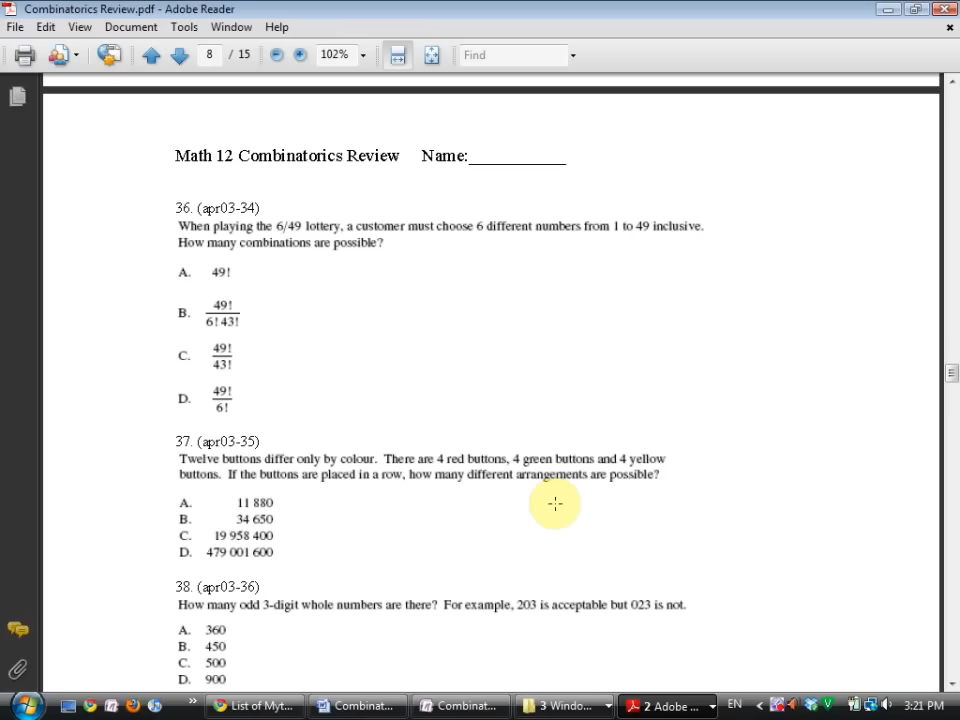 Combinatorics Review.pdf - Adobe Reader
File Edit View Document Tools Window Help
8 / 15 102% Find
Math 12 Combinatorics Review Name:____________
36. (apr03-34)
When playing the 6/49 lottery, a customer must choose 6 different numbers from 1 to 49 inclusive.
How many combinations are possible?
A. 49!
B. 49!
6! 43!
C. 49!
43!
D. 49!
6!
37. (apr03-35)
Twelve buttons differ only by colour. There are 4 red buttons, 4 green buttons and 4 yellow
buttons. If the buttons are placed in a row, how many different arrangements are possible?
A. 11 880
B. 34 650
C. 19 958 400
D. 479 001 600
38. (apr03-36)
How many odd 3-digit whole numbers are there? For example, 203 is acceptable but 023 is not.
A. 360
B. 450
C. 500
D. 900
List of Myt... Combinat... Combinat... 3 Windo... 2 Adobe ... EN 3:21 PM